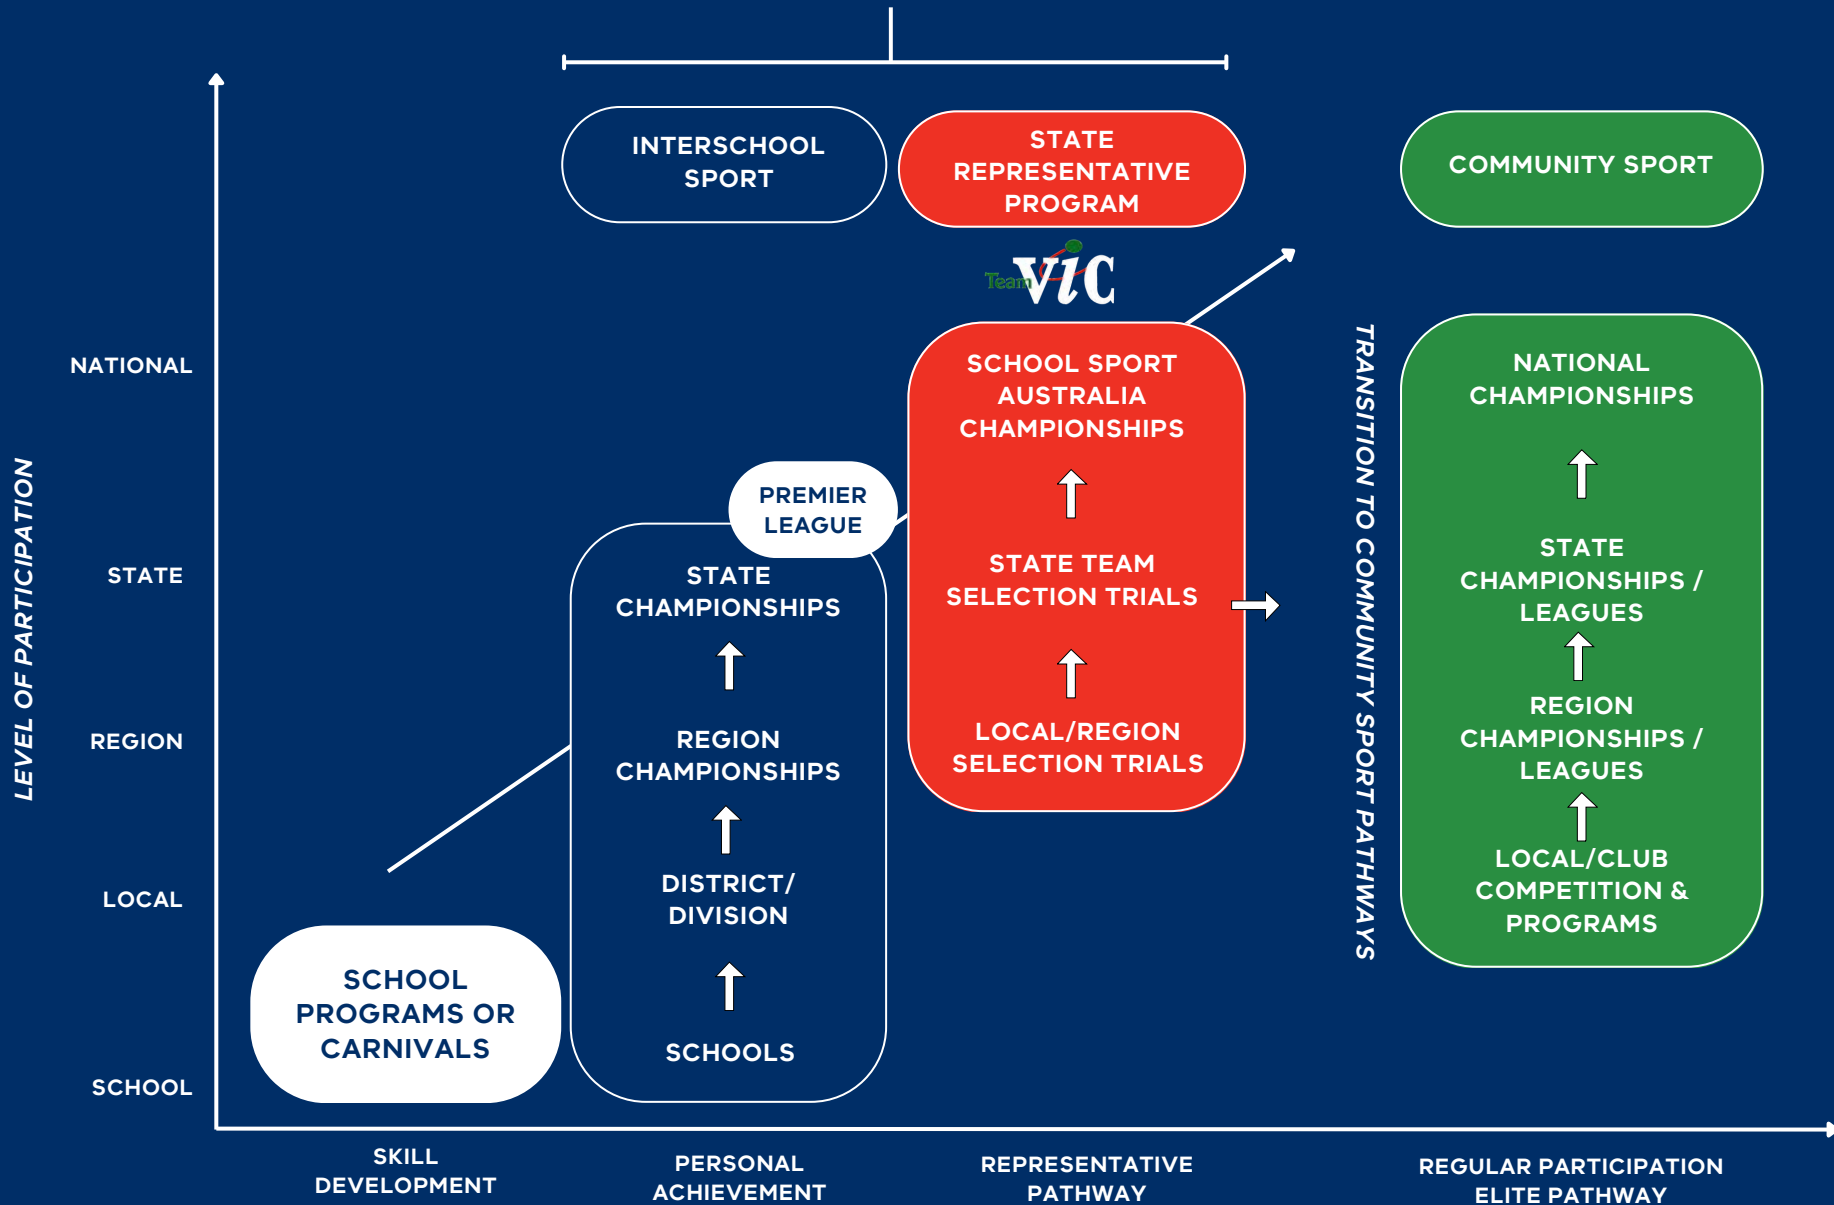 INTERSCHOOL
SPORT
STATE
REPRESENTATIVE
PROGRAM
COMMUNITY SPORT
Team
ViC
LEVEL OF PARTICIPATION
NATIONAL
STATE
REGION
LOCAL
SCHOOL
SCHOOL
PROGRAMS OR
CARNIVALS
PREMIER
LEAGUE
STATE
CHAMPIONSHIPS
REGION
CHAMPIONSHIPS
DISTRICT/
DIVISION
SCHOOLS
SCHOOL SPORT
AUSTRALIA
CHAMPIONSHIPS
STATE TEAM
SELECTION TRIALS
LOCAL/REGION
SELECTION TRIALS
TRANSITION TO COMMUNITY SPORT PATHWAYS
NATIONAL
CHAMPIONSHIPS
STATE
CHAMPIONSHIPS /
LEAGUES
REGION
CHAMPIONSHIPS /
LEAGUES
LOCAL/CLUB
COMPETITION &
PROGRAMS
SKILL
DEVELOPMENT
PERSONAL
ACHIEVEMENT
REPRESENTATIVE
PATHWAY
REGULAR PARTICIPATION
ELITE PATHWAY